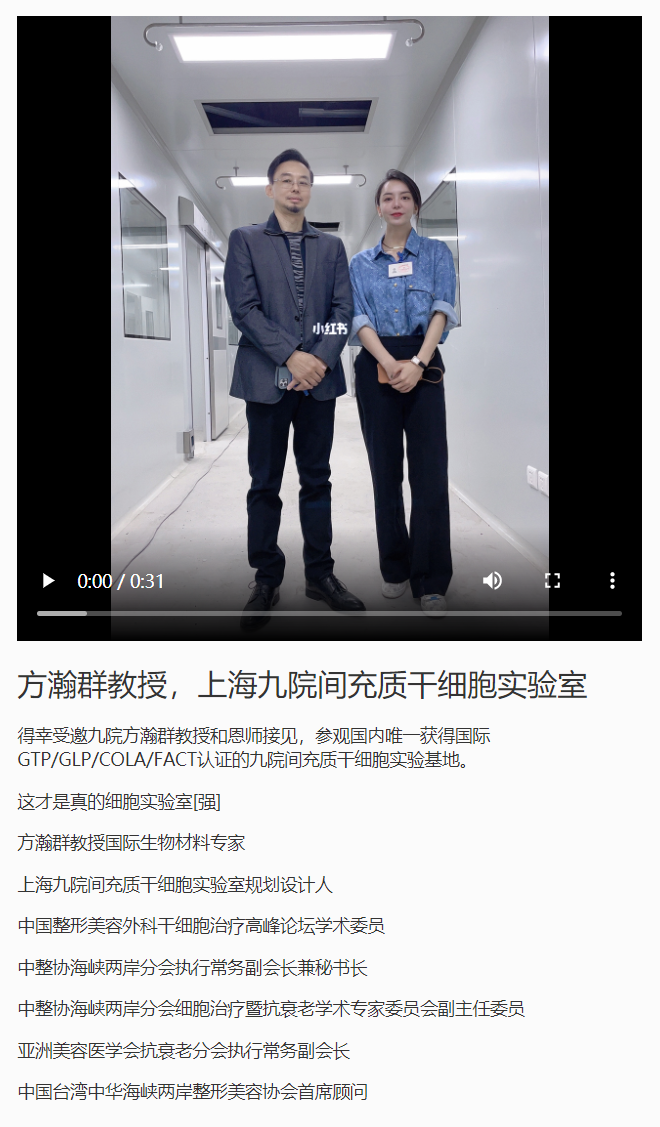 小红书
0:00 / 0:31
方瀚群教授，上海九院间充质干细胞实验室
得幸受邀九院方瀚群教授和恩师接见，参观国内唯一获得国际
GTP/GLP/COLA/FACT认证的九院间充质干细胞实验基地。
这才是真的细胞实验室[强]
方瀚群教授国际生物材料专家
上海九院间充质干细胞实验室规划设计人
中国整形美容外科干细胞治疗高峰论坛学术委员
中整协海峡两岸分会执行常务副会长兼秘书长
中整协海峡两岸分会细胞治疗暨抗衰老学术专家委员会副主任委员
亚洲美容医学会抗衰老分会执行常务副会长
中国台湾中华海峡两岸整形美容协会首席顾问